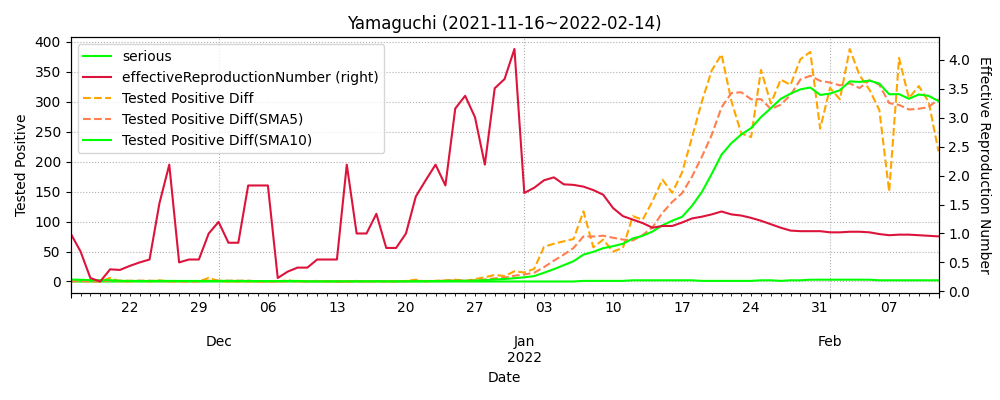 Yamaguchi (2021-11-16~2022-02-14)
serious
effectiveReproductionNumber (right)
Tested Positive Diff
Tested Positive Diff(SMA5)
Tested Positive Diff(SMA10)
Tested Positive
400
350
300
250
200
150
100
50
0
Effective Reproduction Number
4.0
3.5
3.0
2.5
2.0
1.5
1.0
0.5
0.0
22 29 06 13 20 27 03 10 17 24 31 07
Dec Jan Feb
2022
Date